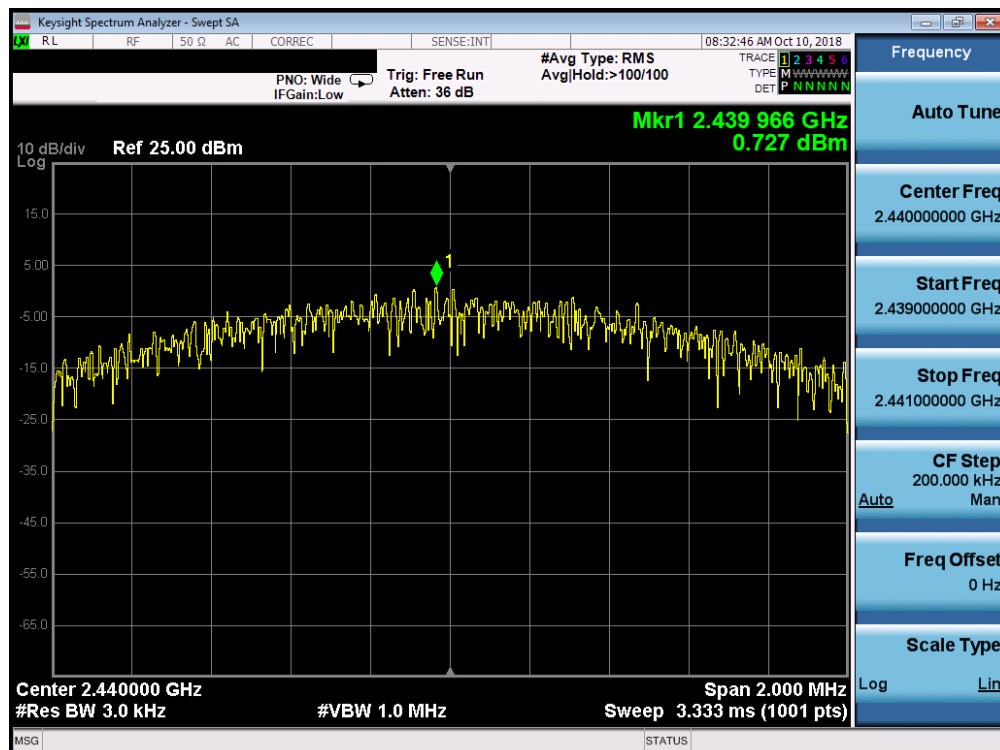 Keysight Spectrum Analyzer - Swept SA
LXI RL RF 50 Ω AC CORREC SENSE:INT 08:32:46 AM Oct 10, 2018
PNO: Wide
IFGain:Low
Trig: Free Run
Atten: 36 dB
#Avg Type: RMS
Avg|Hold:>100/100
TRACE 1 2 3 4 5 6
TYPE M WWWWW
DET P N N N N N
Mkr1 2.439 966 GHz
0.727 dBm
10 dB/div Ref 25.00 dBm
Log
15.0
5.00
-5.00
-15.0
-25.0
-35.0
-45.0
-55.0
-65.0
1
Center 2.440000 GHz Span 2.000 MHz
#Res BW 3.0 kHz #VBW 1.0 MHz Sweep 3.333 ms (1001 pts)
MSG STATUS
Frequency
Auto Tune
Center Freq
2.440000000 GHz
Start Freq
2.439000000 GHz
Stop Freq
2.441000000 GHz
CF Step
200.000 kHz
Auto Man
Freq Offset
0 Hz
Scale Type
Log Lin